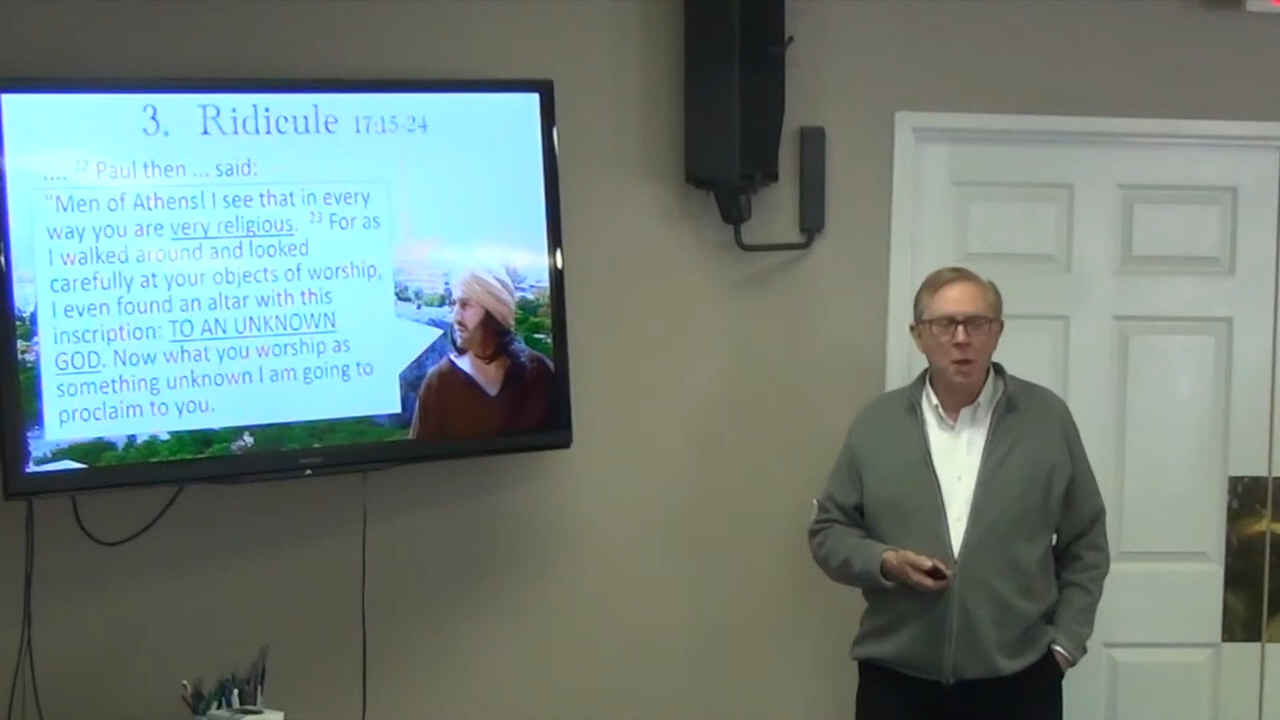 3. Ridicule 17:15-24
.... 22 Paul then ... said:
"Men of Athens! I see that in every
way you are very religious. 23 For as
I walked around and looked
carefully at your objects of worship,
I even found an altar with this
inscription: TO AN UNKNOWN
GOD. Now what you worship as
something unknown I am going to
proclaim to you.